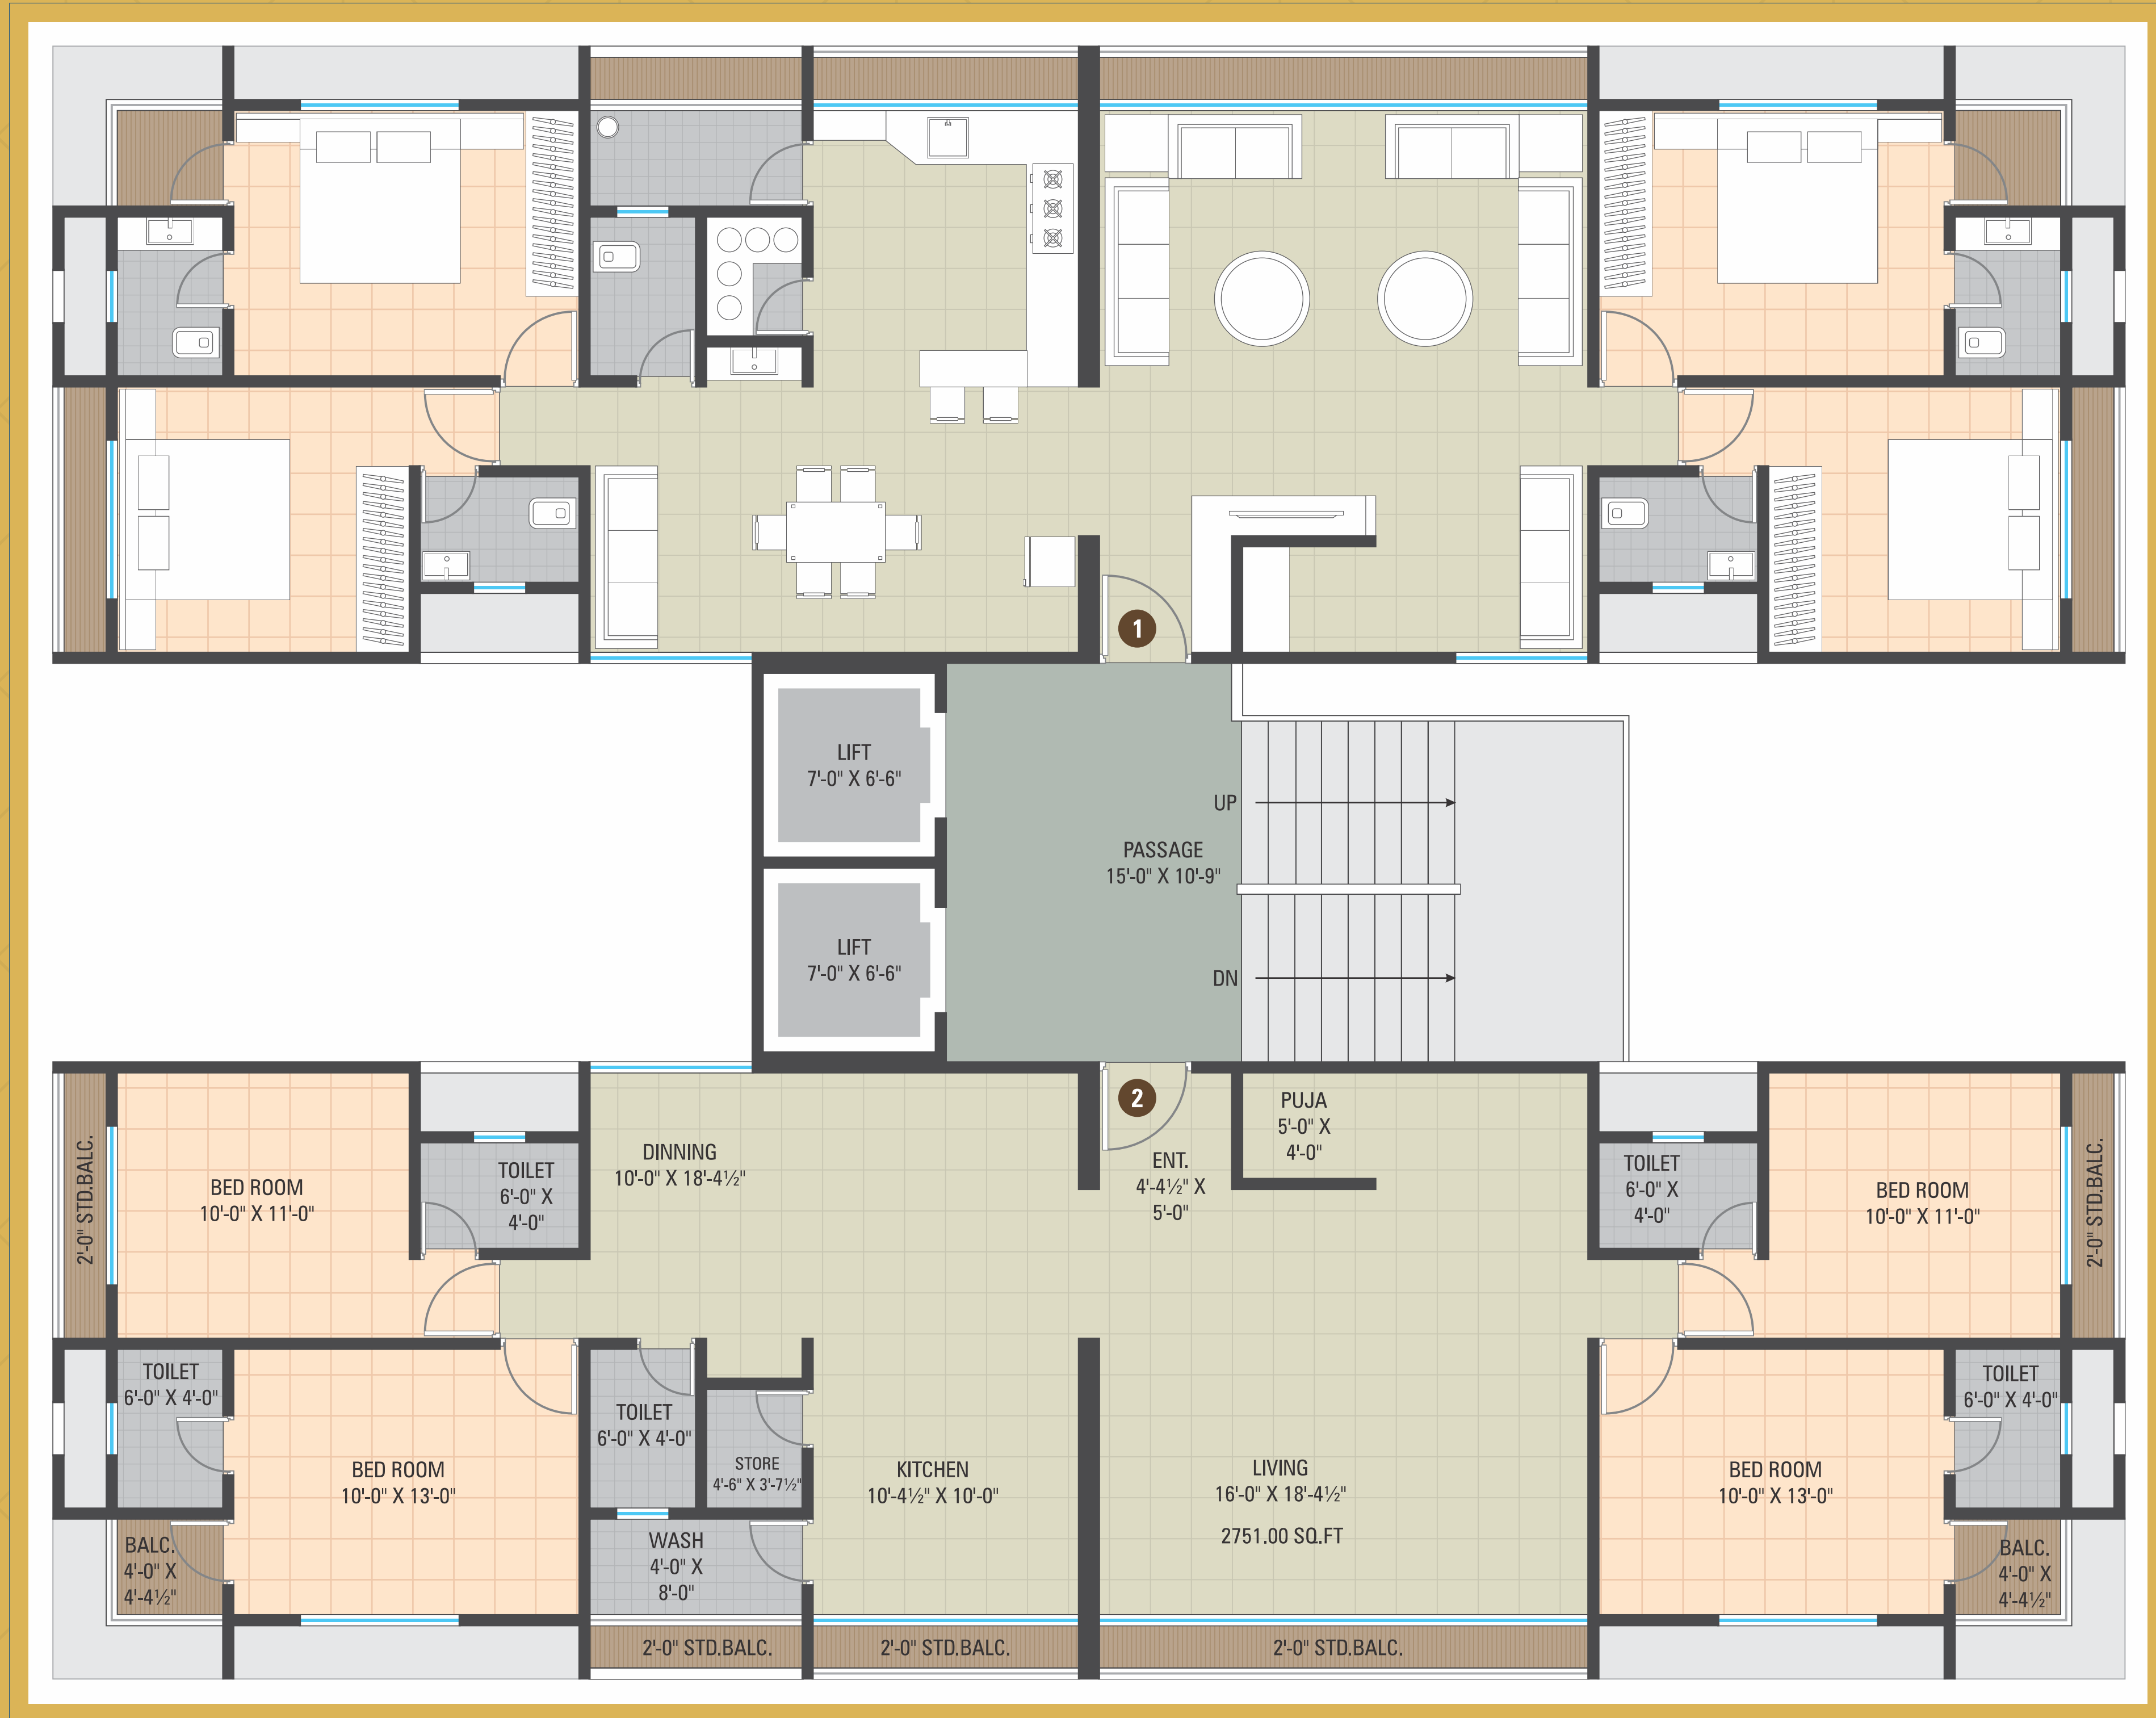 1
LIFT
7'-0" X 6'-6"
UP
PASSAGE
15'-0" X 10'-9"
LIFT
7'-0" X 6'-6"
DN
2
PUJA
5'-0" X
4'-0"
DINNING
10'-0" X 18'-4½"
ENT.
4'-4½" X
5'-0"
2'-0" STD.BALC.
BED ROOM
10'-0" X 11'-0"
TOILET
6'-0" X
4'-0"
TOILET
6'-0" X
4'-0"
BED ROOM
10'-0" X 11'-0"
2'-0" STD.BALC.
TOILET
6'-0" X 4'-0"
BED ROOM
10'-0" X 13'-0"
TOILET
6'-0" X 4'-0"
STORE
4'-6" X 3'-7½"
KITCHEN
10'-4½" X 10'-0"
LIVING
16'-0" X 18'-4½"
2751.00 SQ.FT
BED ROOM
10'-0" X 13'-0"
TOILET
6'-0" X 4'-0"
BALC.
4'-0" X
4'-4½"
WASH
4'-0" X
8'-0"
BALC.
4'-0" X
4'-4½"
2'-0" STD.BALC.
2'-0" STD.BALC.
2'-0" STD.BALC.